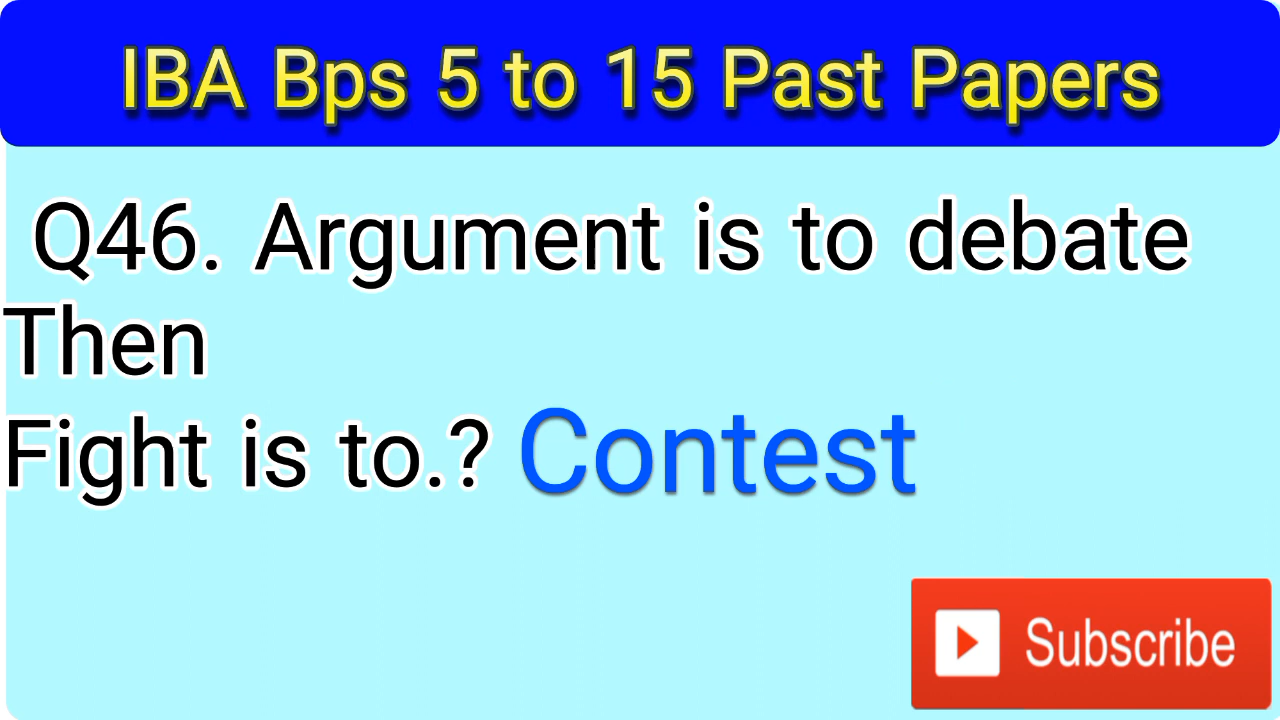 IBA Bps 5 to 15 Past Papers
Q46. Argument is to debate
Then
Fight is to.? Contest
Subscribe